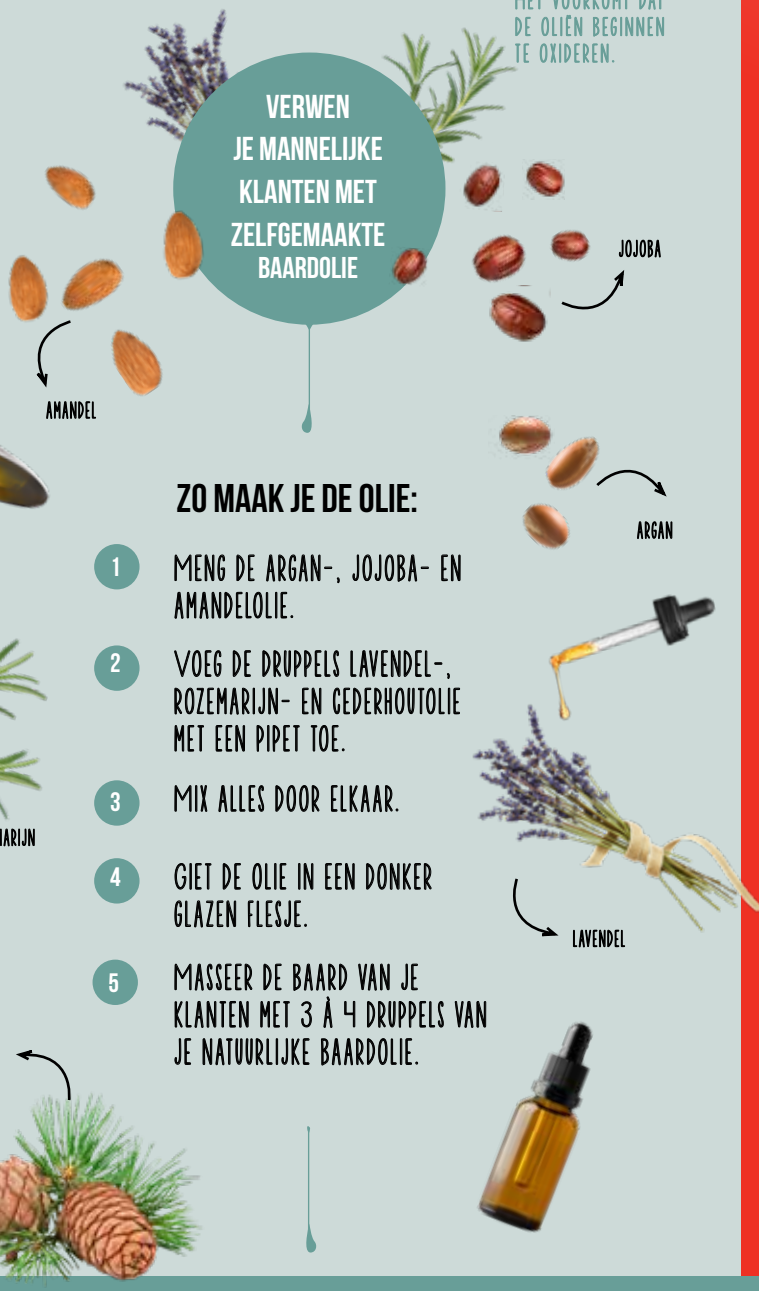 HET VOORKOMT DAT
DE OLIËN BEGINNEN
TE OXIDEREN.
VERWEN
JE MANNELIJKE
KLANTEN MET
ZELFGEMAAKTE
BAARDOLIE
JOJOBA
AMANDEL
ARGAN
ZO MAAK JE DE OLIE:
1
MENG DE ARGAN-, JOJOBA- EN
AMANDELOLIE.
2
VOEG DE DRUPPELS LAVENDEL-,
ROZEMARIJN- EN CEDERHOUTOLIE
MET EEN PIPET TOE.
3
MIX ALLES DOOR ELKAAR.
MARIJN
4
GIET DE OLIE IN EEN DONKER
GLAZEN FLESJE.
LAVENDEL
5
MASSEER DE BAARD VAN JE
KLANTEN MET 3 À 4 DRUPPELS VAN
JE NATUURLIJKE BAARDOLIE.